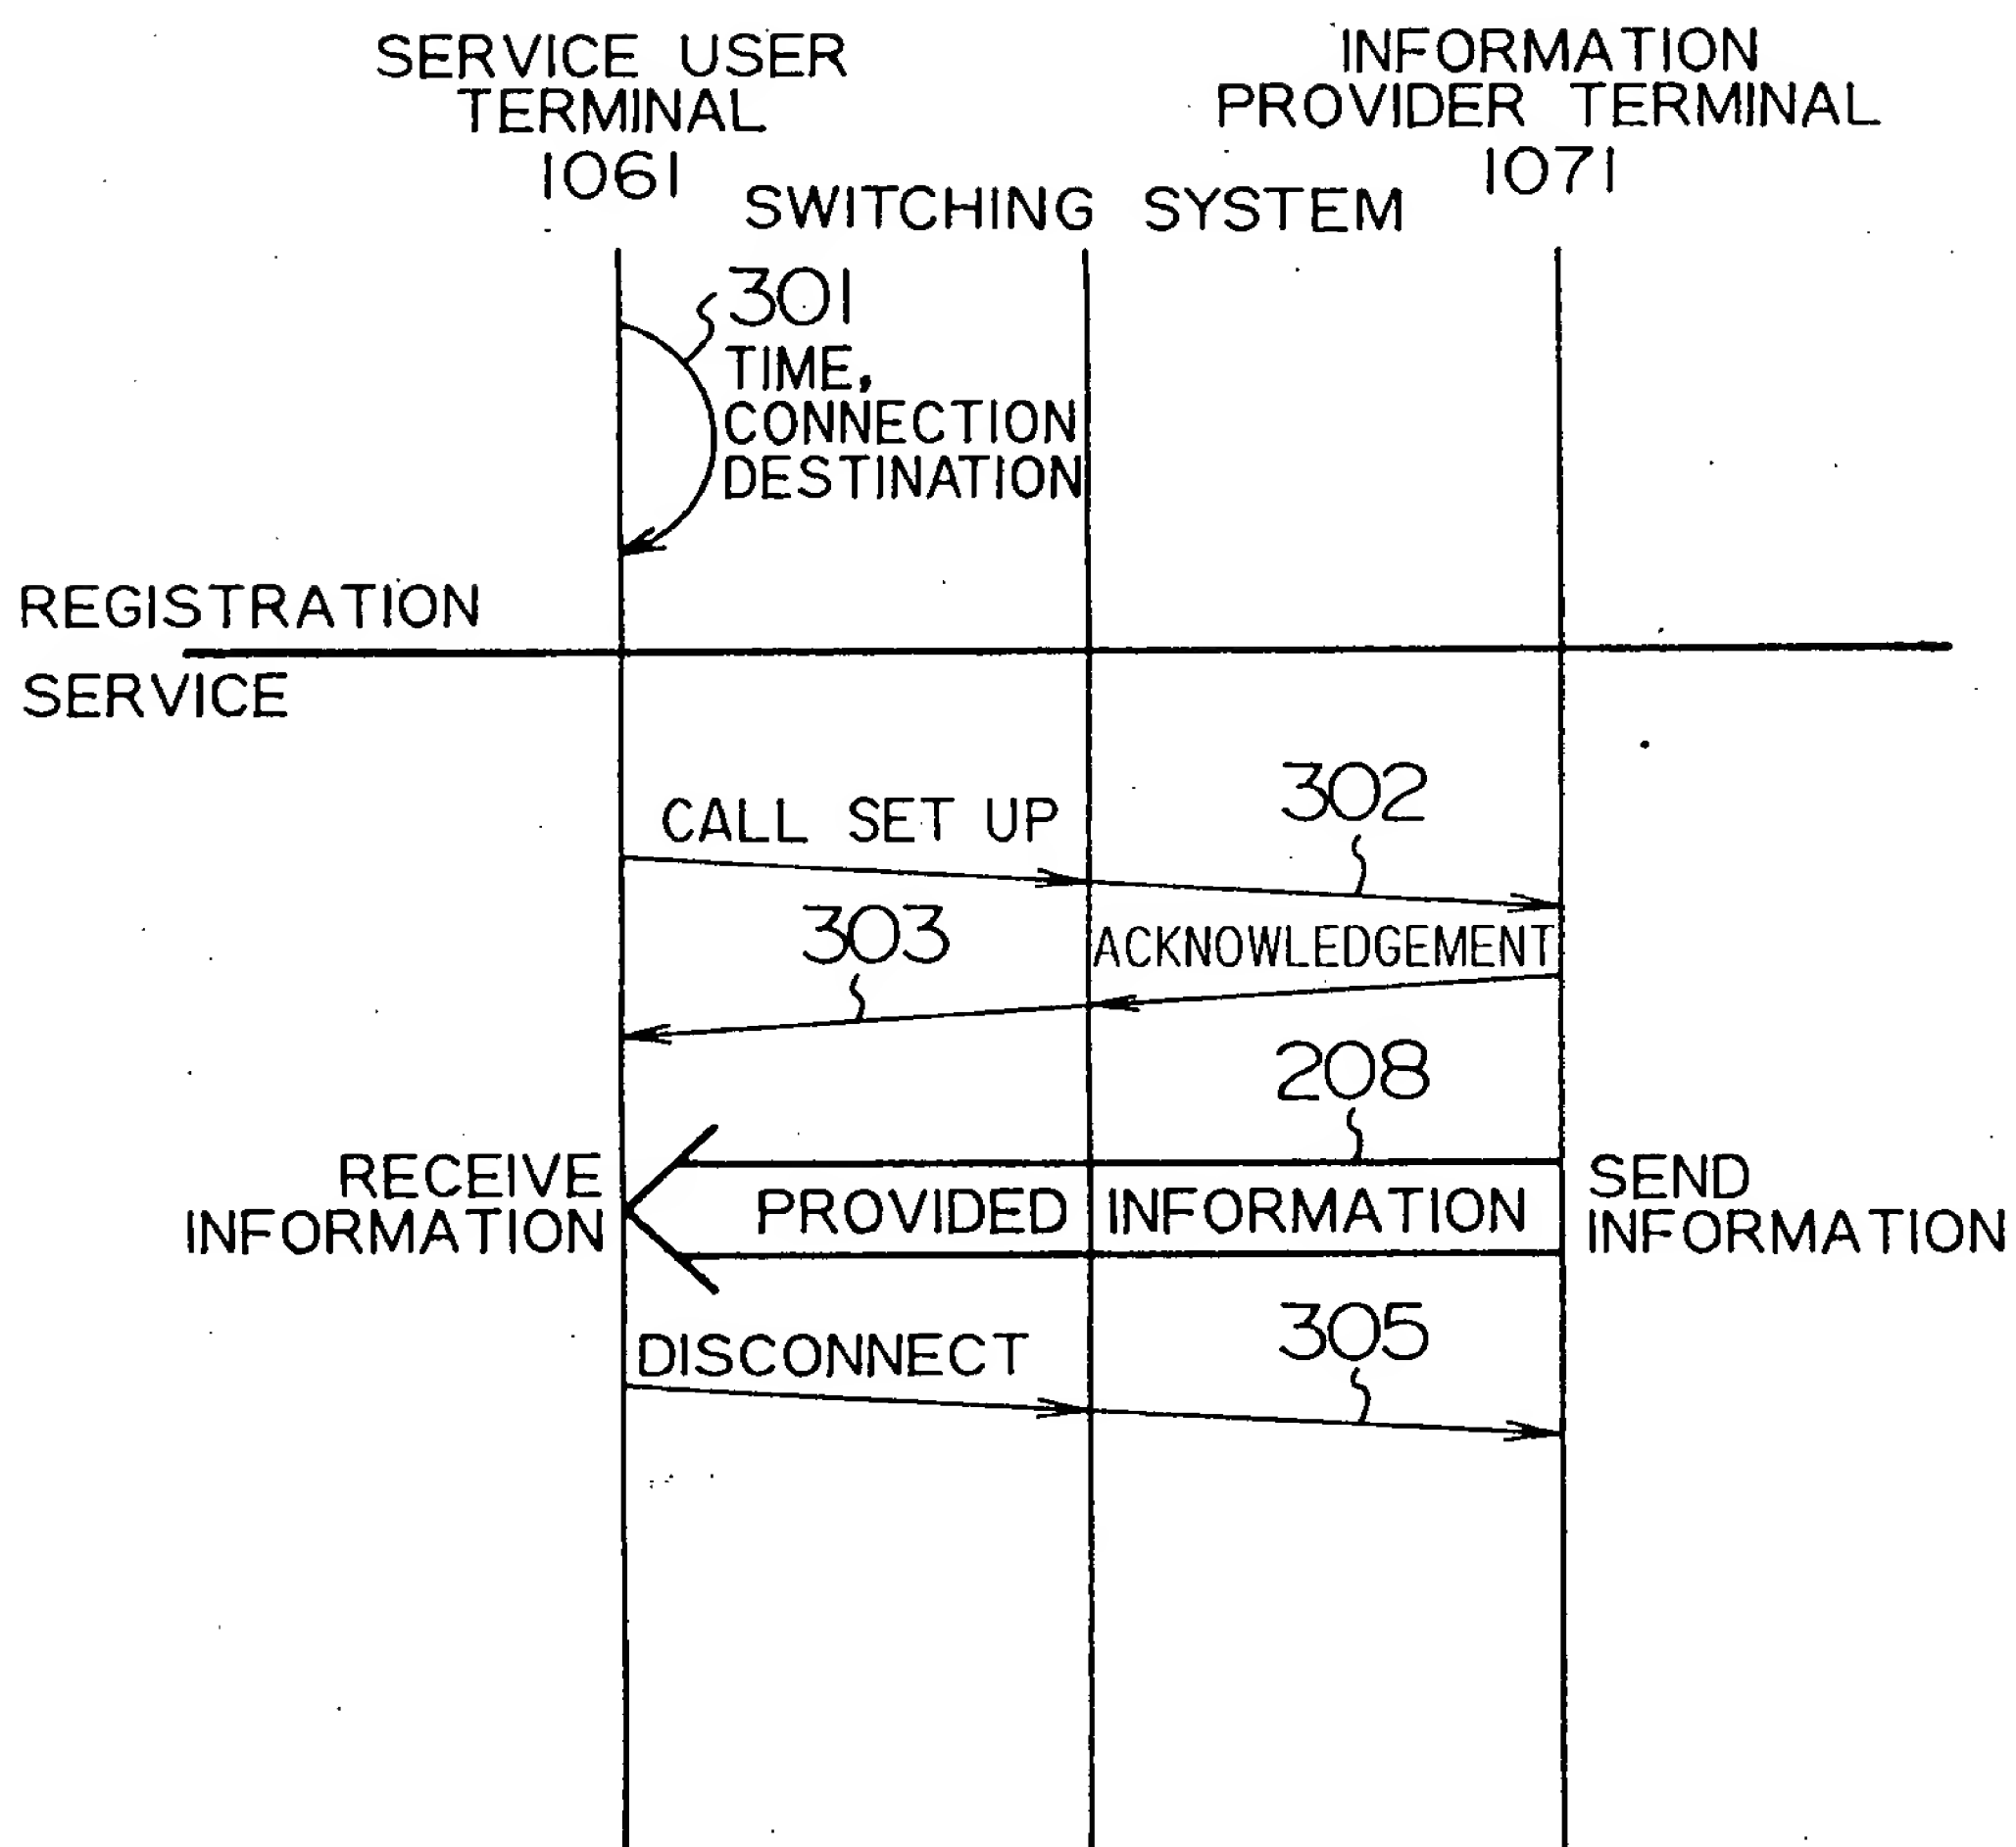 SERVICE USER
TERMINAL
1061
INFORMATION
PROVIDER TERMINAL
1071
SWITCHING SYSTEM
301
TIME,
CONNECTION
DESTINATION
REGISTRATION
SERVICE
CALL SET UP
302
303
ACKNOWLEDGEMENT
208
RECEIVE
INFORMATION
PROVIDED INFORMATION
SEND
INFORMATION
DISCONNECT
305